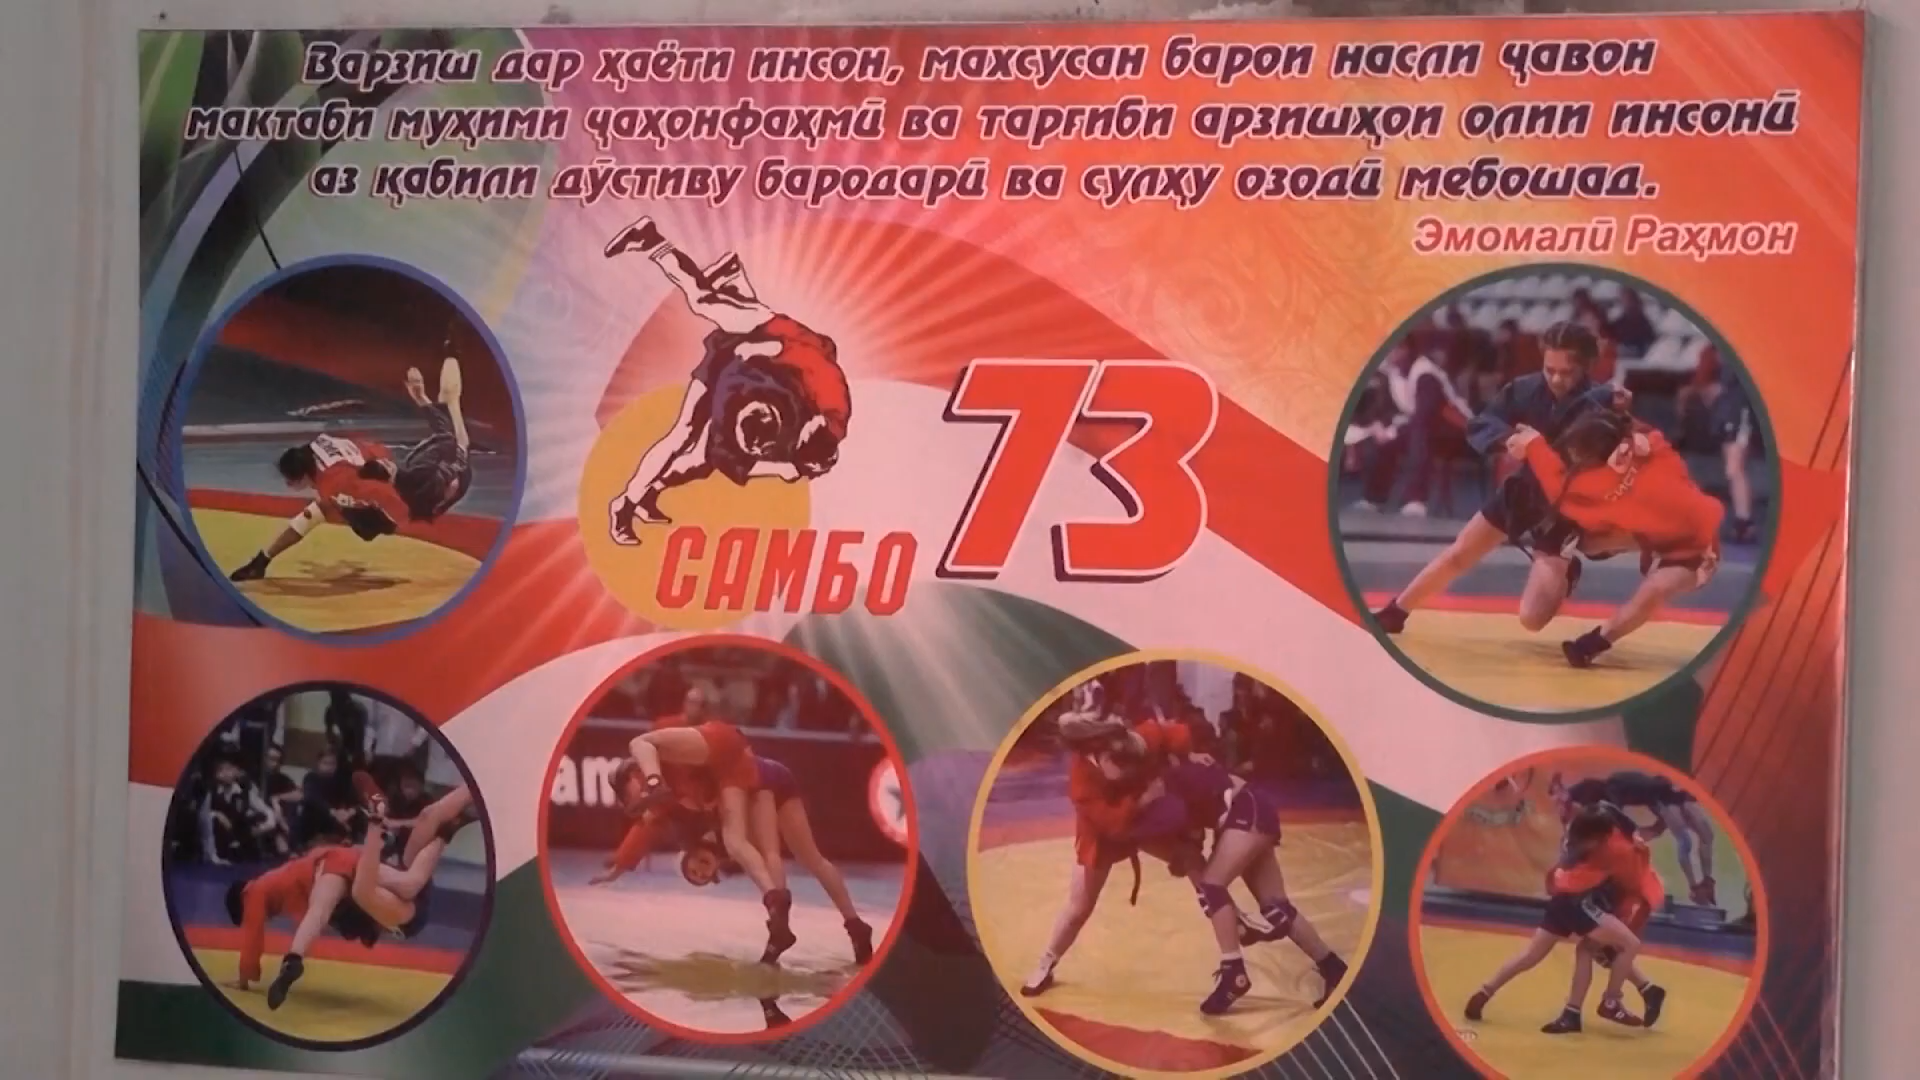 Варзиш дар ҳаёти инсон, махсусан барои насли ҷавон
мактаби муҳими ҷаҳонфаҳмӣ ва тарғиби арзишҳои олии инсонӣ
аз қабили дӯстиву бародарӣ ва сулҳу озодӣ мебошад.
Эмомалӣ Раҳмон
73
САМБО